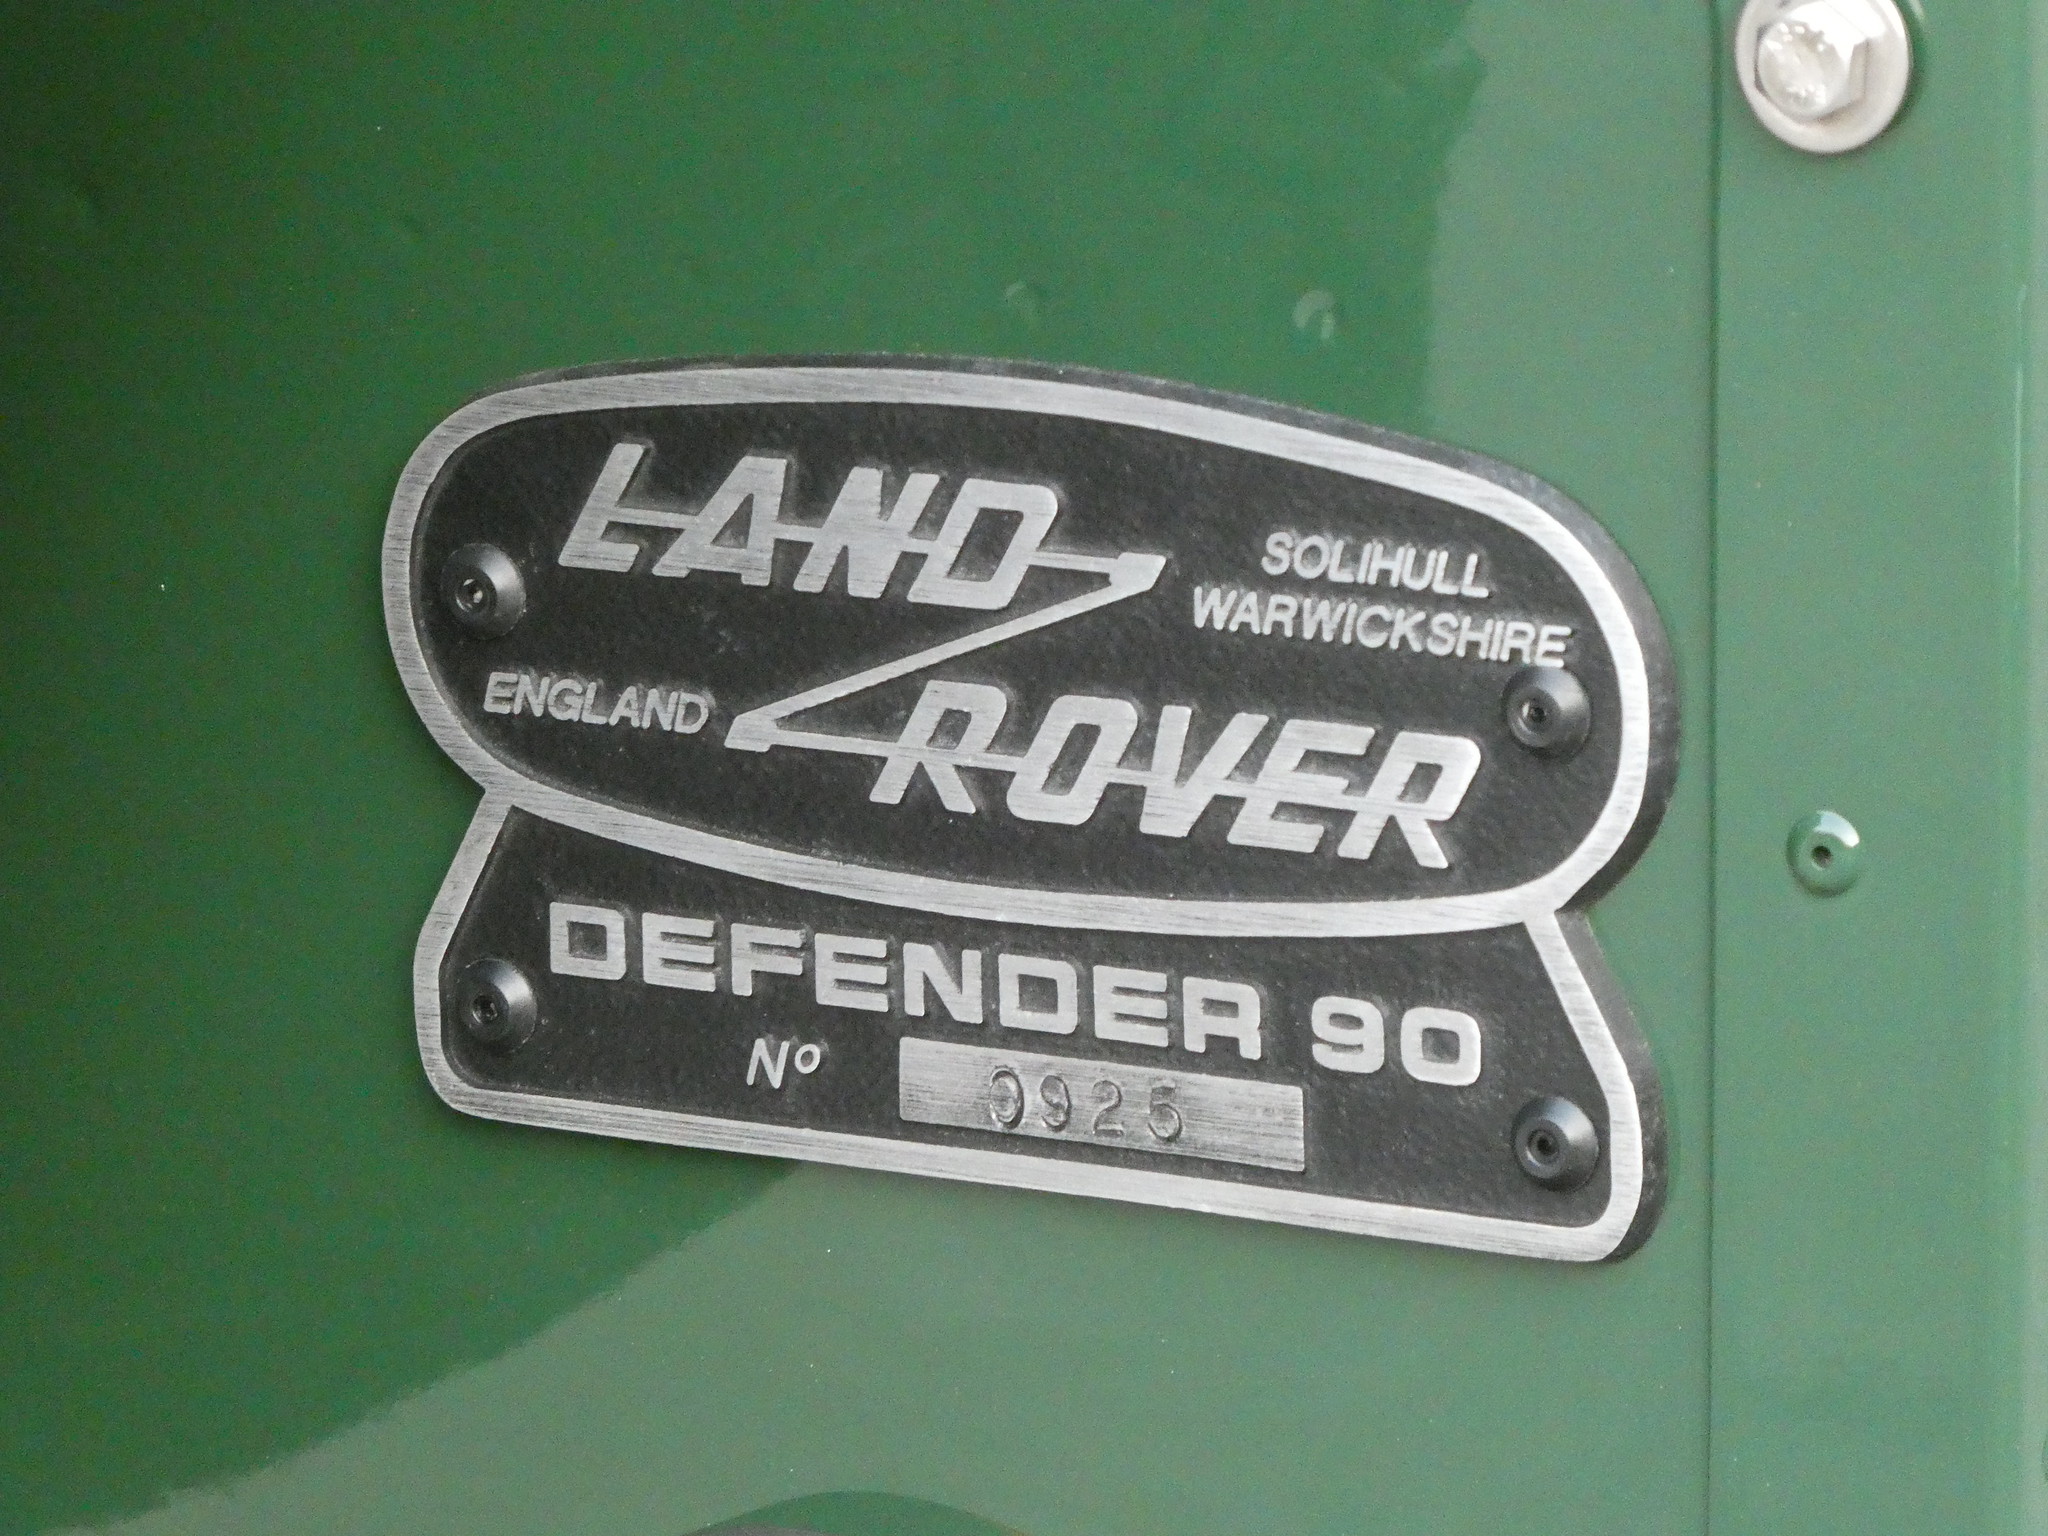 LAND
SOLIHULL
WARWICKSHIRE
ENGLAND
ROVER
DEFENDER 90
Nº 0925